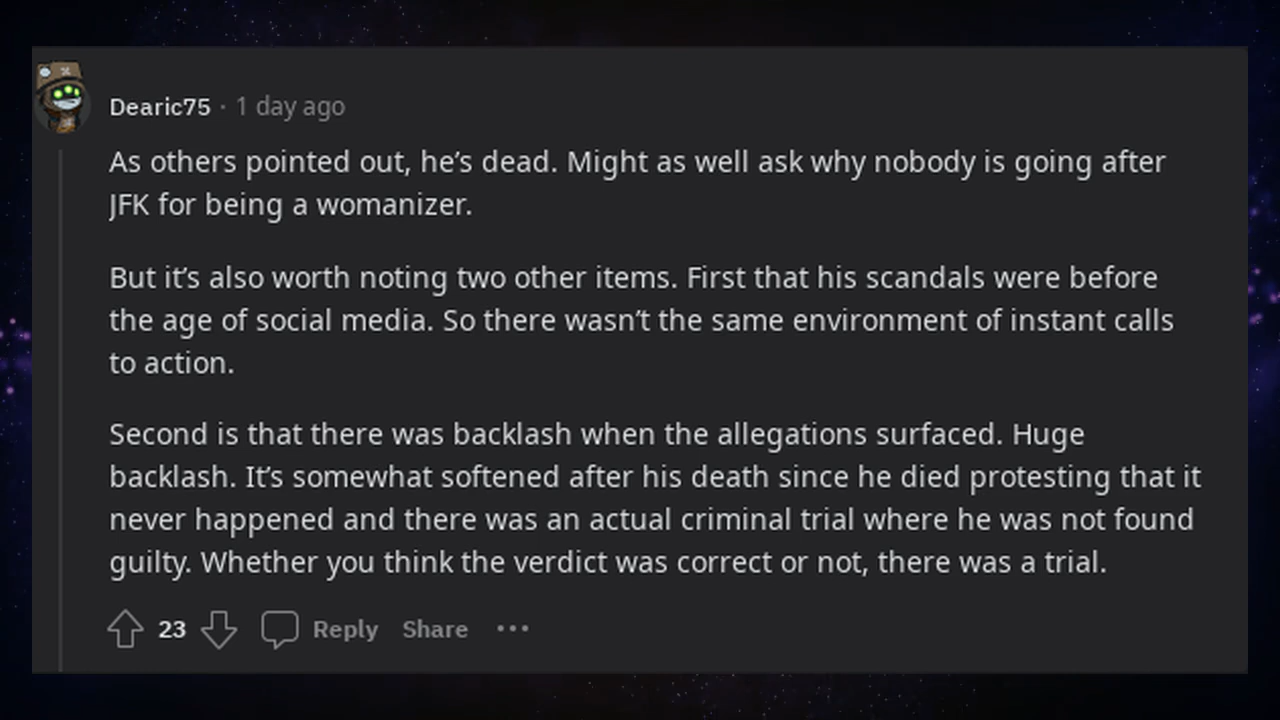 Dearic75 · 1 day ago
As others pointed out, he’s dead. Might as well ask why nobody is going after
JFK for being a womanizer.
But it’s also worth noting two other items. First that his scandals were before
the age of social media. So there wasn’t the same environment of instant calls
to action.
Second is that there was backlash when the allegations surfaced. Huge
backlash. It’s somewhat softened after his death since he died protesting that it
never happened and there was an actual criminal trial where he was not found
guilty. Whether you think the verdict was correct or not, there was a trial.
23 Reply Share •••